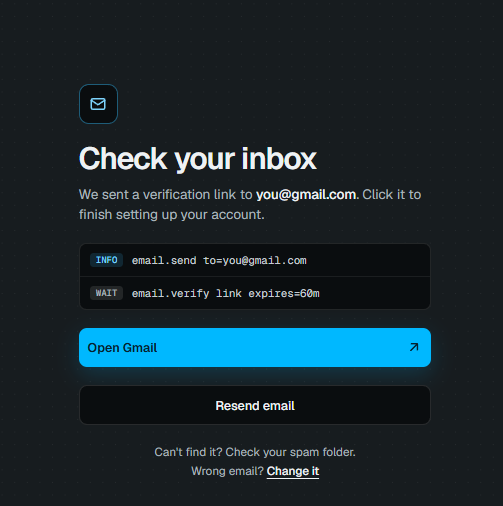 Check your inbox
We sent a verification link to you@gmail.com. Click it to
finish setting up your account.
INFO email.send to=you@gmail.com
WAIT email.verify link expires=60m
Open Gmail
Resend email
Can't find it? Check your spam folder.
Wrong email? Change it